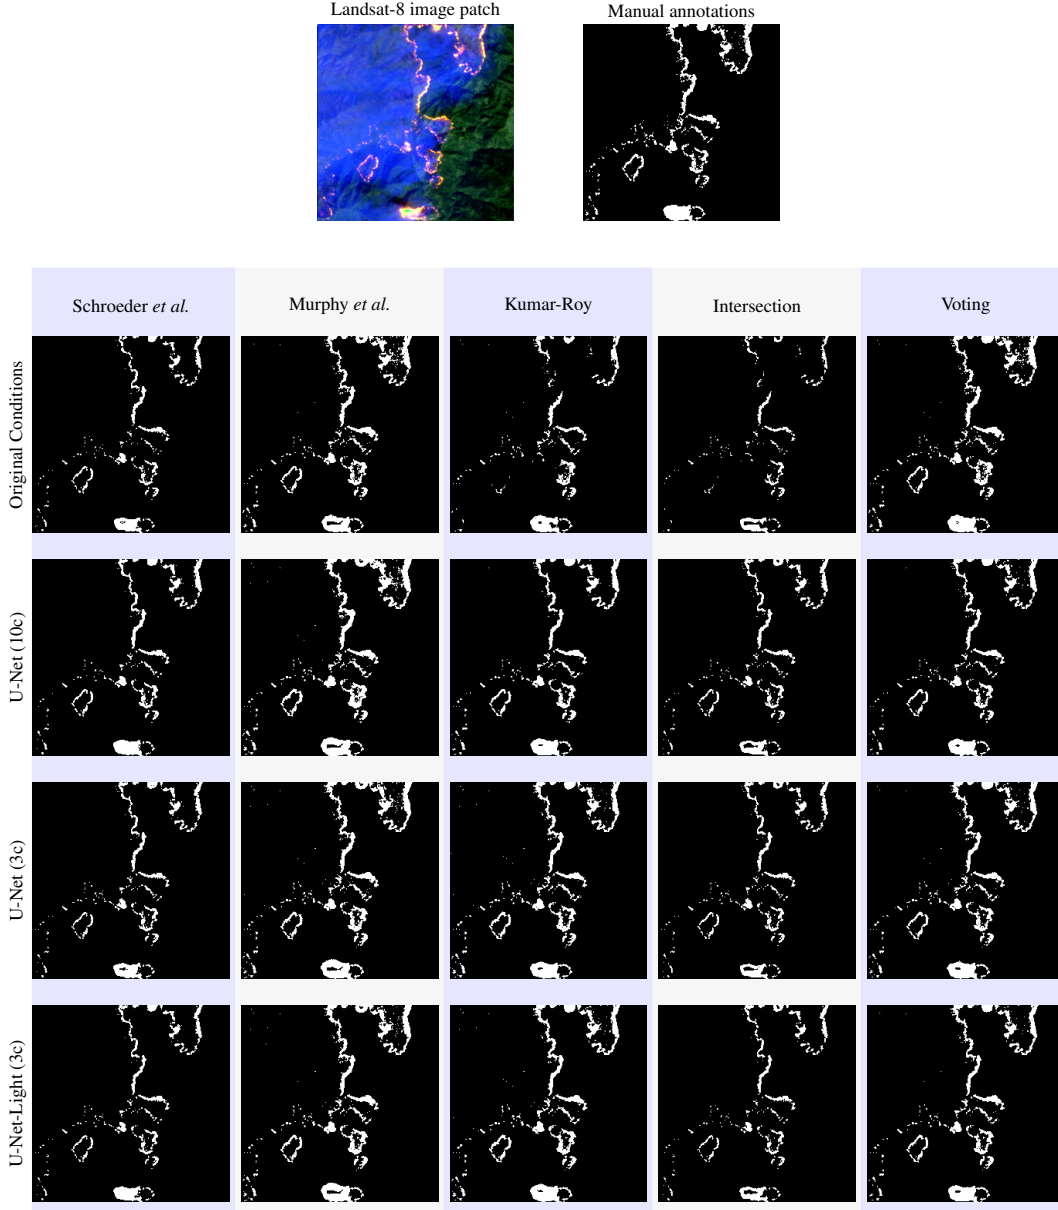 Landsat-8 image patch
Manual annotations
Schroeder et al.
Murphy et al.
Kumar-Roy
Intersection
Voting
Original Conditions
U-Net (10c)
U-Net (3c)
U-Net-Light (3c)